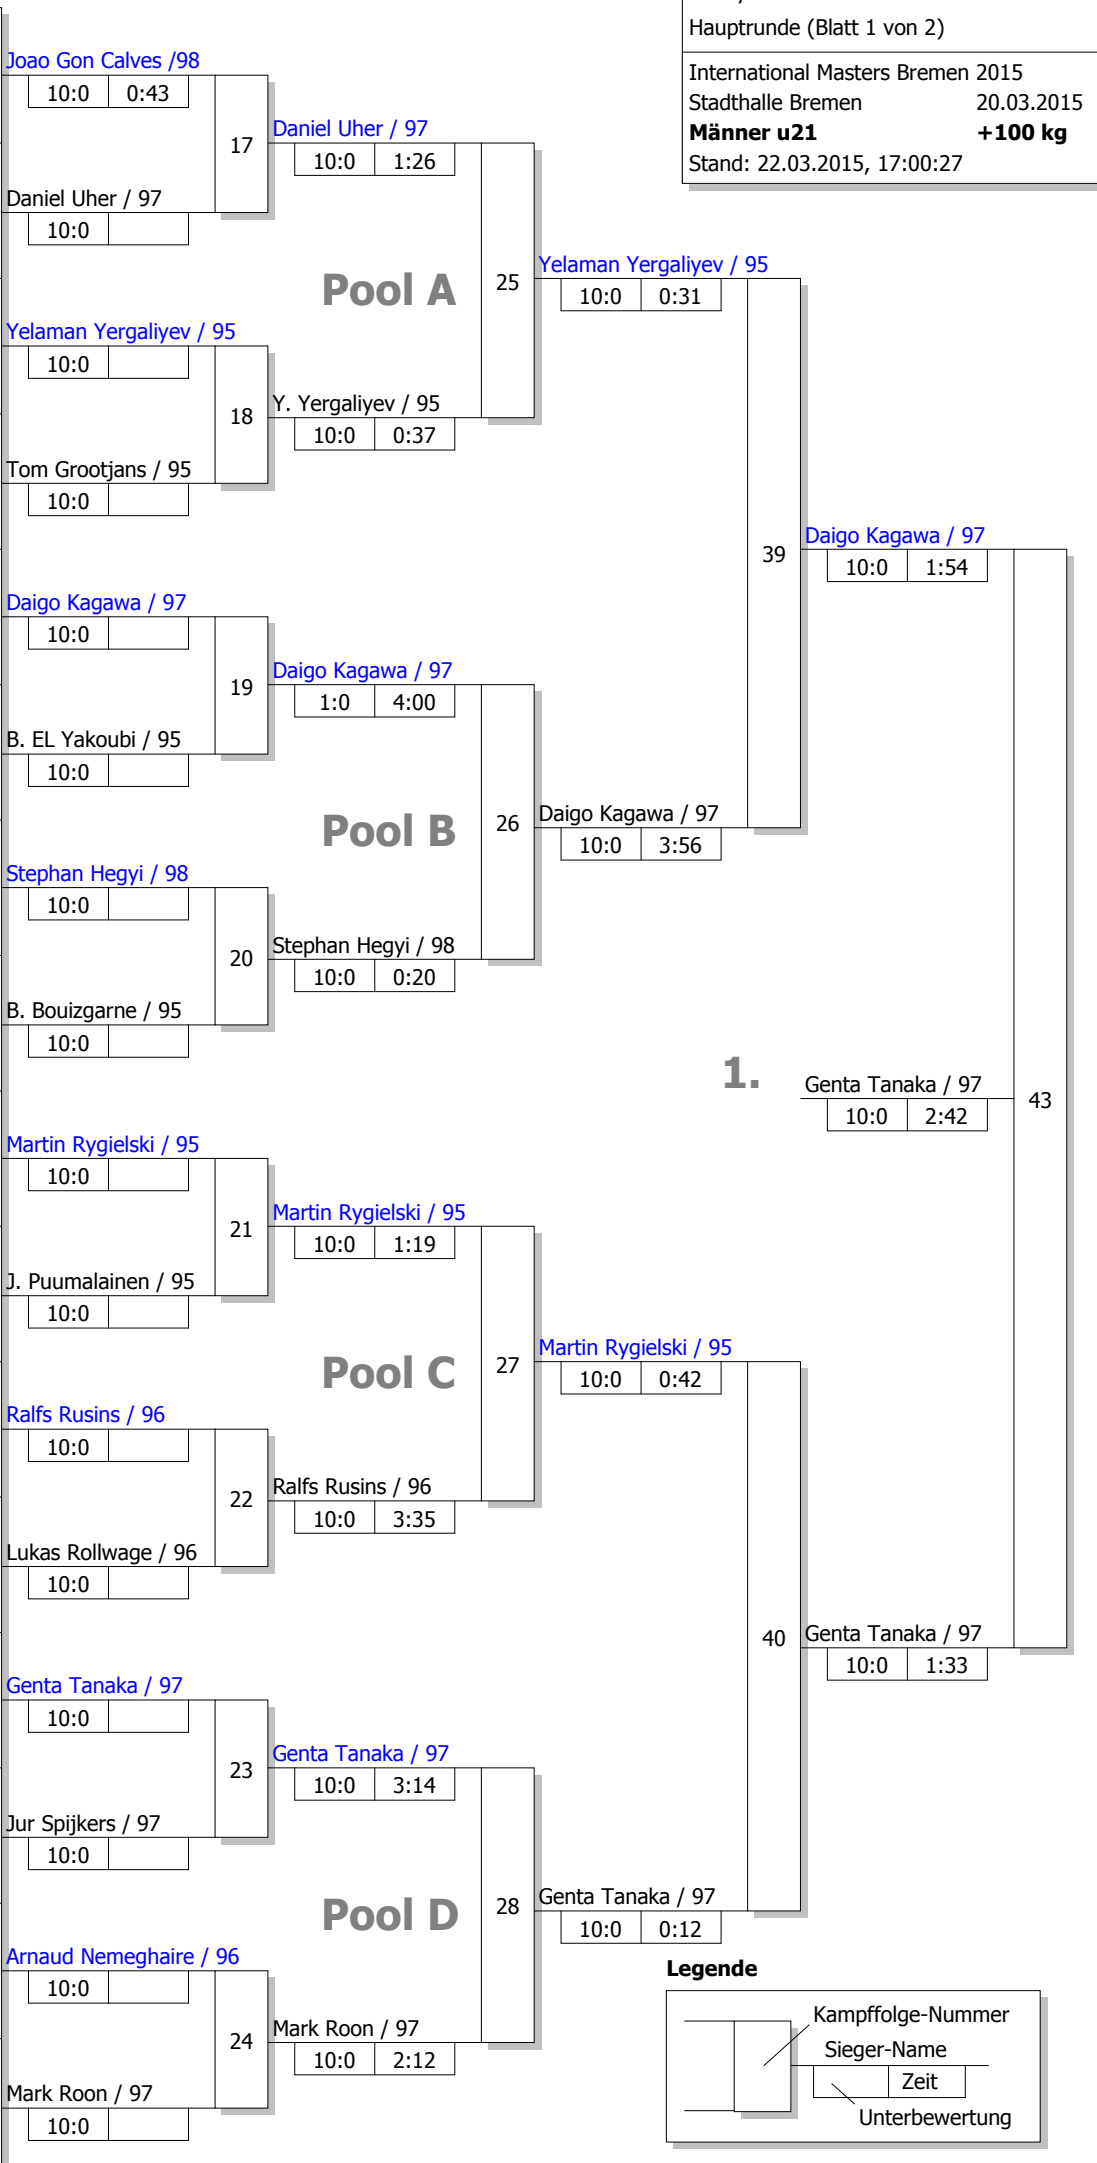 Hauptrunde (Blatt 1 von 2)
International Masters Bremen 2015
Stadthalle Bremen 20.03.2015
Männer u21 +100 kg
Stand: 22.03.2015, 17:00:27
Joao Gon Calves /98
10:0 0:43
17
Daniel Uher / 97
10:0 1:26
Daniel Uher / 97
10:0
Pool A
25
Yelaman Yergaliyev / 95
10:0 0:31
Yelaman Yergaliyev / 95
10:0
18
Y. Yergaliyev / 95
10:0 0:37
Tom Grootjans / 95
10:0
39
Daigo Kagawa / 97
10:0 1:54
Daigo Kagawa / 97
10:0
19
Daigo Kagawa / 97
1:0 4:00
B. EL Yakoubi / 95
10:0
Pool B
26
Daigo Kagawa / 97
10:0 3:56
Stephan Hegyi / 98
10:0
20
Stephan Hegyi / 98
10:0 0:20
B. Bouizgarne / 95
10:0
1.
Genta Tanaka / 97
10:0 2:42
43
Martin Rygielski / 95
10:0
21
Martin Rygielski / 95
10:0 1:19
J. Puumalainen / 95
10:0
Pool C
27
Martin Rygielski / 95
10:0 0:42
Ralfs Rusins / 96
10:0
22
Ralfs Rusins / 96
10:0 3:35
Lukas Rollwage / 96
10:0
40
Genta Tanaka / 97
10:0 1:33
Genta Tanaka / 97
10:0
23
Genta Tanaka / 97
10:0 3:14
Jur Spijkers / 97
10:0
Pool D
28
Genta Tanaka / 97
10:0 0:12
Arnaud Nemeghaire / 96
10:0
24
Mark Roon / 97
10:0 2:12
Mark Roon / 97
10:0
Legende
Kampffolge-Nummer
Sieger-Name
Zeit
Unterbewertung